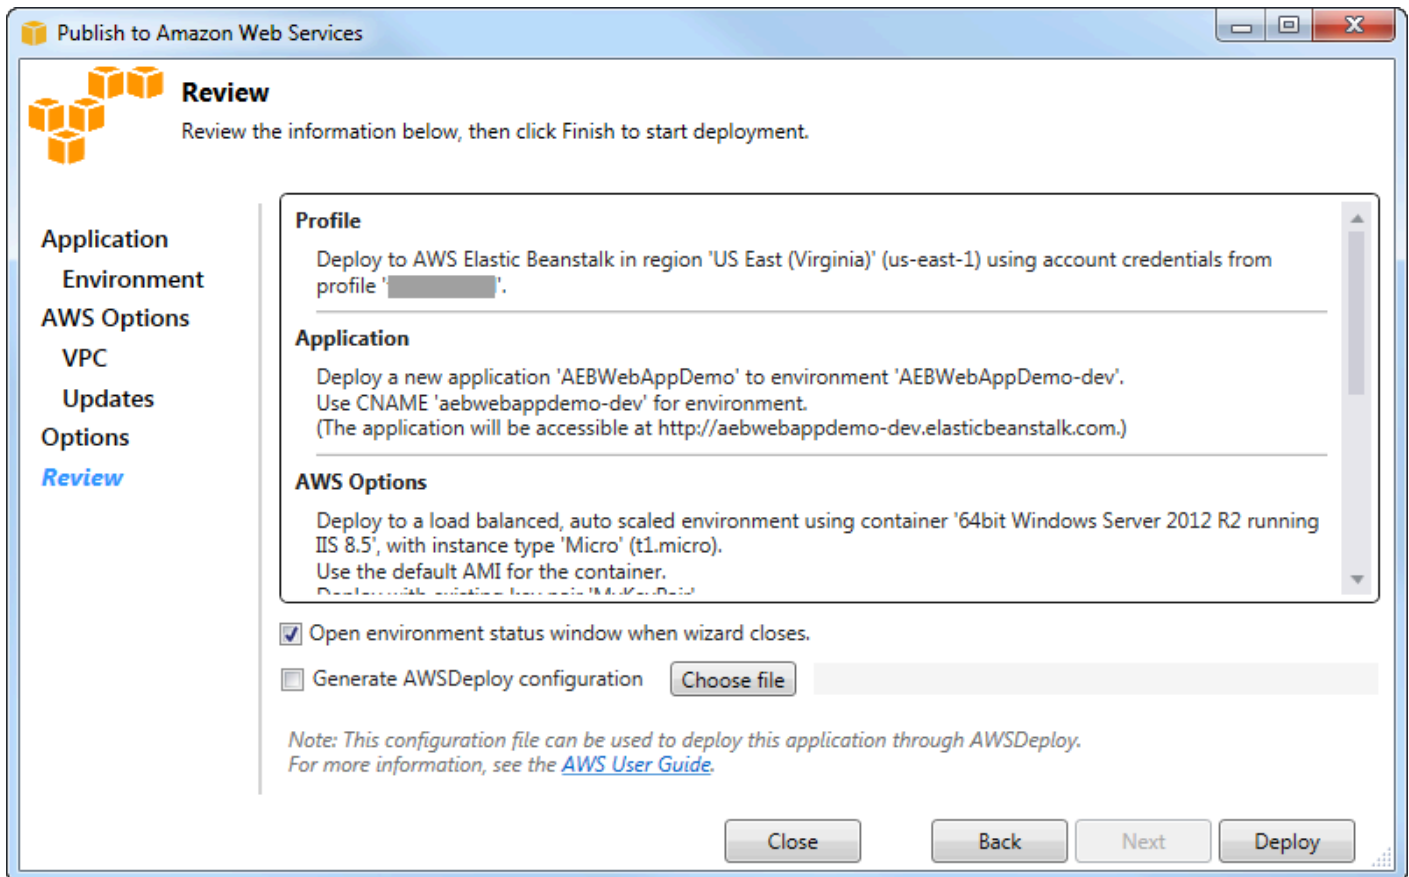 Publish to Amazon Web Services
Review
Review the information below, then click Finish to start deployment.
Application
Environment
AWS Options
VPC
Updates
Options
Review
Profile
Deploy to AWS Elastic Beanstalk in region 'US East (Virginia)' (us-east-1) using account credentials from
profile ' '.
Application
Deploy a new application 'AEBWebAppDemo' to environment 'AEBWebAppDemo-dev'.
Use CNAME 'aebwebappdemo-dev' for environment.
(The application will be accessible at http://aebwebappdemo-dev.elasticbeanstalk.com.)
AWS Options
Deploy to a load balanced, auto scaled environment using container '64bit Windows Server 2012 R2 running
IIS 8.5', with instance type 'Micro' (t1.micro).
Use the default AMI for the container.
Deploy with existing key pair 'MyKeyPair'
Open environment status window when wizard closes.
Generate AWSDeploy configuration
Choose file
Note: This configuration file can be used to deploy this application through AWSDeploy.
For more information, see the AWS User Guide.
Close
Back
Next
Deploy